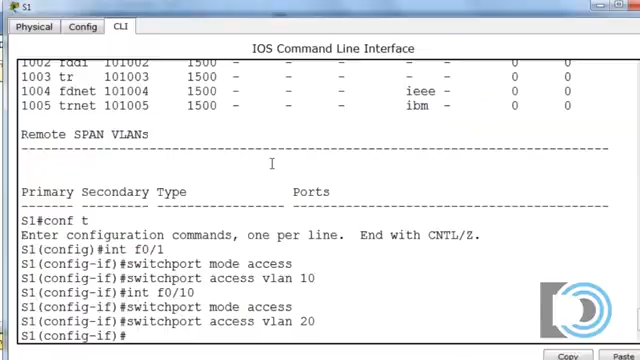 S1
Physical Config CLI
IOS Command Line Interface
1002 fddi 101002 1500 - - - - - 0 0
1003 tr 101003 1500 - - - - - 0 0
1004 fdnet 101004 1500 - - - ieee - 0 0
1005 trnet 101005 1500 - - - ibm - 0 0
Remote SPAN VLANs
------------------------------------------------------------------------------
Primary Secondary Type Ports
------- --------- ----------------- ------------------------------------------
S1#conf t
Enter configuration commands, one per line. End with CNTL/Z.
S1(config)#int f0/1
S1(config-if)#switchport mode access
S1(config-if)#switchport access vlan 10
S1(config-if)#int f0/10
S1(config-if)#switchport mode access
S1(config-if)#switchport access vlan 20
S1(config-if)#
Copy Paste